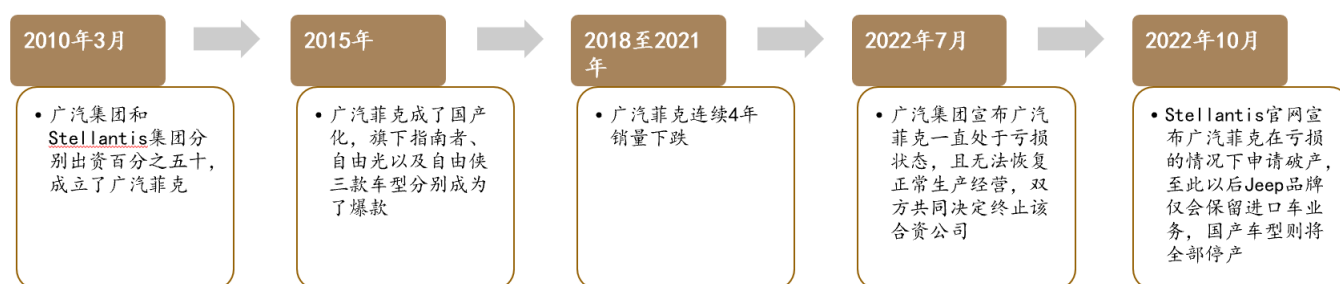 2010年3月
• 广汽集团和
Stellantis集团分
别出资百分之五十，
成立了广汽菲克
2015年
• 广汽菲克成了国产
化，旗下指南者、
自由光以及自由侠
三款车型分别成为
了爆款
2018至2021
年
• 广汽菲克连续4年
销量下跌
2022年7月
• 广汽集团宣布广汽
菲克一直处于亏损
状态，且无法恢复
正常生产经营，双
方共同决定终止该
合资公司
2022年10月
• Stellantis官网宣
布广汽菲克在亏损
的情况下申请破产，
至此以后Jeep品牌
仅会保留进口车业
务，国产车型则将
全部停产